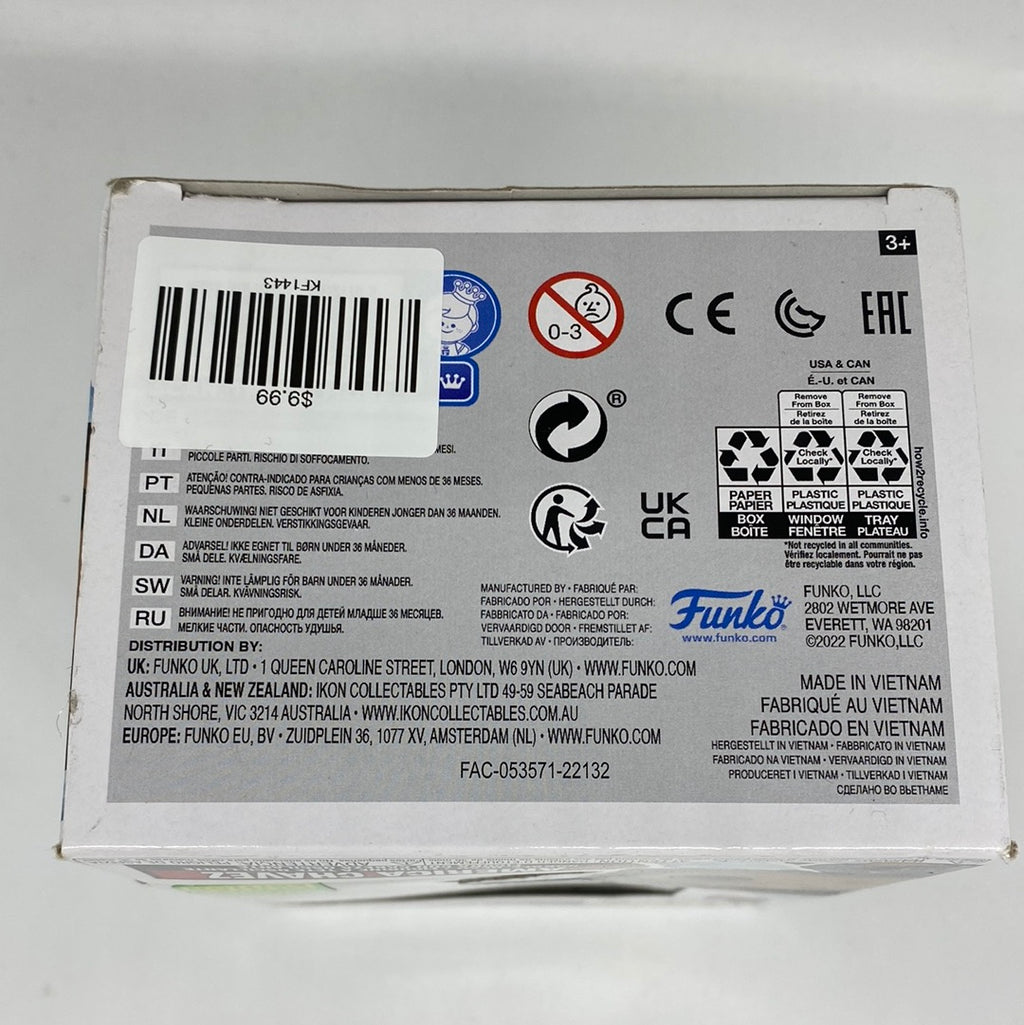 3+
KF1443
$9.99
0-3
®
CE
EAC
USA & CAN
É.-U. et CAN
Remove From Box
Retirez de la boîte
Remove From Box
Retirez de la boîte
Check Locally*
Check Locally*
PAPER
PAPIER
BOX
BOÎTE
PLASTIC
PLASTIQUE
WINDOW
FENÊTRE
PLASTIC
PLASTIQUE
TRAY
PLATEAU
how2recycle.info
*Not recycled in all communities.
Vérifiez localement. Pourrait ne pas
être recyclable dans votre région.
UK
CA
MESI.
PICCOLE PARTI. RISCHIO DI SOFFOCAMENTO.
PT ATENÇÃO! CONTRA-INDICADO PARA CRIANÇAS COM MENOS DE 36 MESES.
PEQUENAS PARTES. RISCO DE ASFIXIA.
NL WAARSCHUWING! NIET GESCHIKT VOOR KINDEREN JONGER DAN 36 MAANDEN.
KLEINE ONDERDELEN. VERSTIKKINGSGEVAAR.
DA ADVARSEL! IKKE EGNET TIL BØRN UNDER 36 MÅNEDER.
SMÅ DELE. KVÆLNINGSFARE.
SW VARNING! INTE LÄMPLIG FÖR BARN UNDER 36 MÅNADER.
SMÅ DELAR. KVÄVNINGSRISK.
RU ВНИМАНИЕ! НЕ ПРИГОДНО ДЛЯ ДЕТЕЙ МЛАДШЕ 36 МЕСЯЦЕВ.
МЕЛКИЕ ЧАСТИ. ОПАСНОСТЬ УДУШЬЯ.
MANUFACTURED BY • FABRIQUÉ PAR:
FABRICADO POR • HERGESTELLT DURCH:
FABBRICATO DA • FABRICADO POR:
VERVAARDIGD DOOR • FREMSTILLET AF:
TILLVERKAD AV • ПРОИЗВОДИТЕЛЬ:
Funko
www.funko.com
FUNKO, LLC
2802 WETMORE AVE
EVERETT, WA 98201
©2022 FUNKO,LLC
DISTRIBUTION BY:
UK: FUNKO UK, LTD • 1 QUEEN CAROLINE STREET, LONDON, W6 9YN (UK) • WWW.FUNKO.COM
AUSTRALIA & NEW ZEALAND: IKON COLLECTABLES PTY LTD 49-59 SEABEACH PARADE
NORTH SHORE, VIC 3214 AUSTRALIA • WWW.IKONCOLLECTABLES.COM.AU
EUROPE: FUNKO EU, BV • ZUIDPLEIN 36, 1077 XV, AMSTERDAM (NL) • WWW.FUNKO.COM
FAC-053571-22132
MADE IN VIETNAM
FABRIQUÉ AU VIETNAM
FABRICADO EN VIETNAM
HERGESTELLT IN VIETNAM • FABBRICATO IN VIETNAM
FABRICADO NA VIETNAM • VERVAARDIGD IN VIETNAM
PRODUCERET I VIETNAM • TILLVERKAD I VIETNAM
СДЕЛАНО ВО ВЬЕТНАМЕ
CHAVEZ